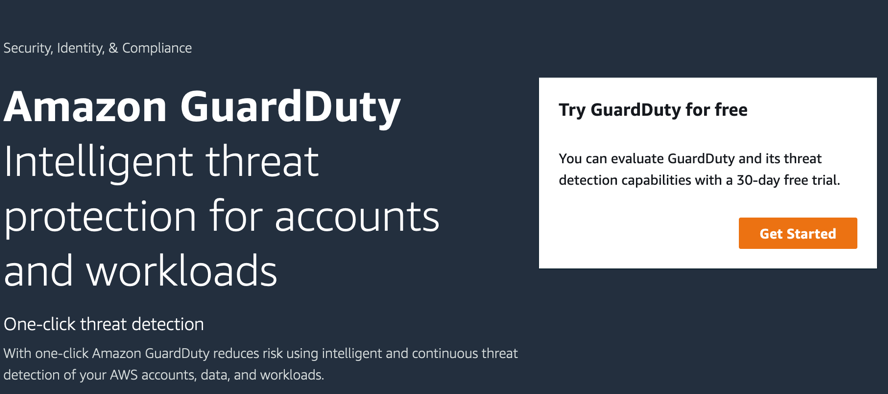 Security, Identity, & Compliance
Amazon GuardDuty
Intelligent threat
protection for accounts
and workloads
One-click threat detection
With one-click Amazon GuardDuty reduces risk using intelligent and continuous threat
detection of your AWS accounts, data, and workloads.
Try GuardDuty for free
You can evaluate GuardDuty and its threat
detection capabilities with a 30-day free trial.
Get Started